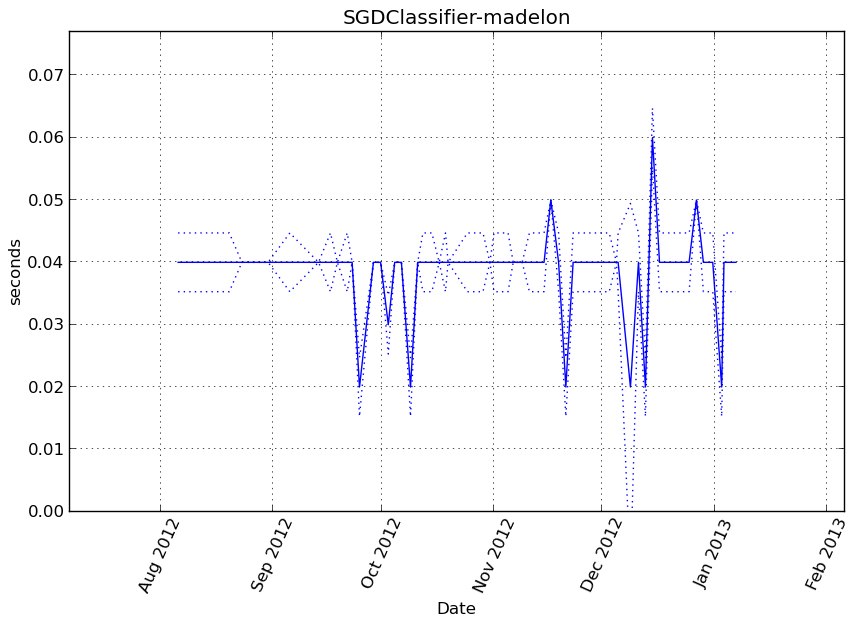 SGDClassifier-madelon
0.07
0.06
0.05
0.04
0.03
0.02
0.01
0.00
seconds
Aug 2012
Sep 2012
Oct 2012
Nov 2012
Dec 2012
Jan 2013
Feb 2013
Date